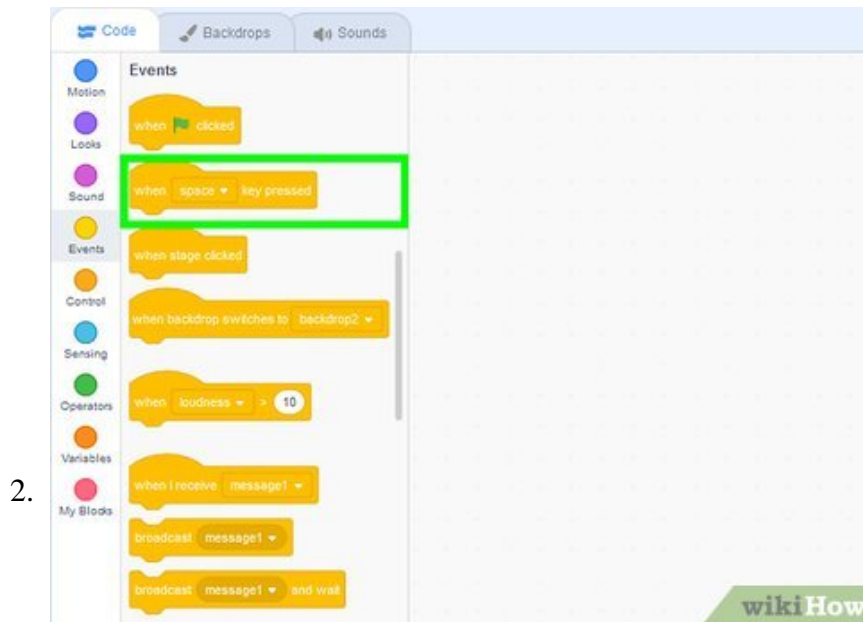 Code Backdrops Sounds
Events
Motion
when clicked
Looks
when space key pressed
Sound
Events
when stage clicked
Control
when backdrop switches to backdrop2
Sensing
when loudness > 10
Operators
Variables
2.
when I receive message1
My Blocks
broadcast message1
broadcast message1 and wait
wikiHow